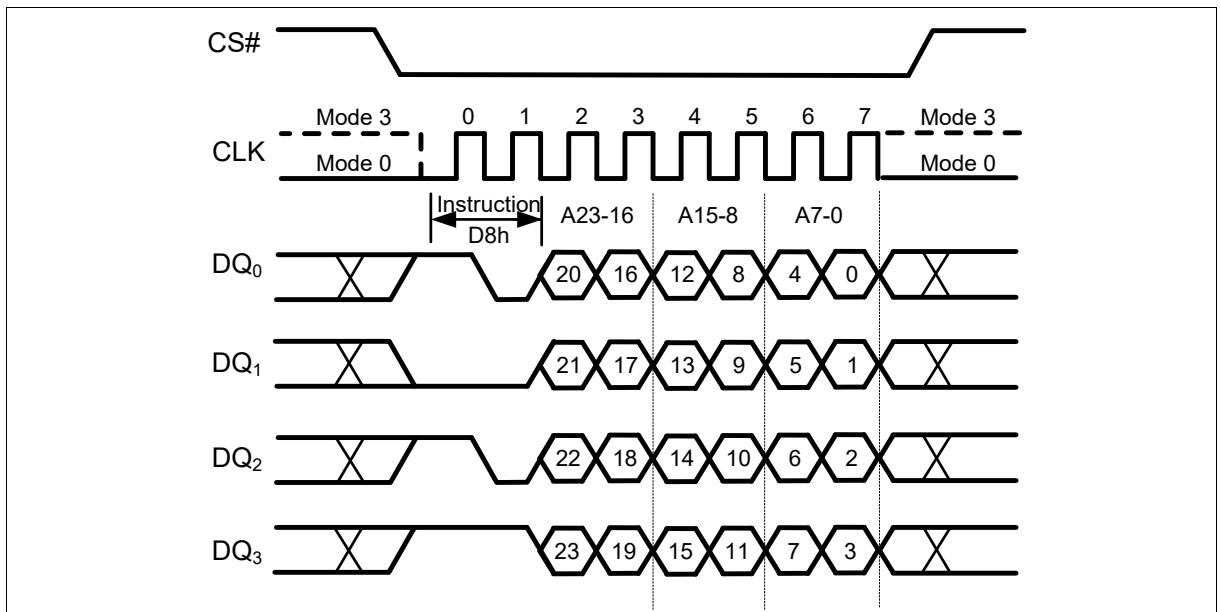 CS#
Mode 3 0 1 2 3 4 5 6 7 Mode 3
CLK
Mode 0 Mode 0
Instruction A23-16 A15-8 A7-0
D8h
DQ0 20 16 12 8 4 0
DQ1 21 17 13 9 5 1
DQ2 22 18 14 10 6 2
DQ3 23 19 15 11 7 3